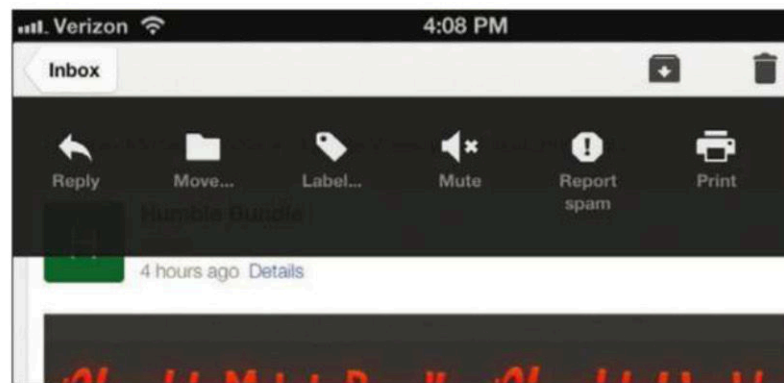 Verizon 4:08 PM
Inbox
Reply Move... Label... Mute Report spam Print
Humble Bundle
H
4 hours ago Details